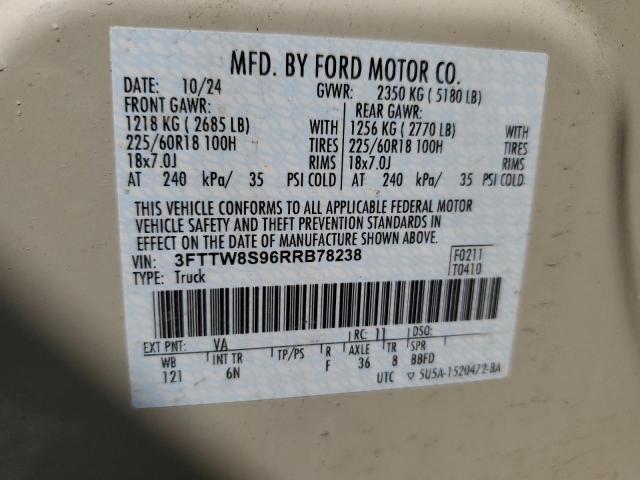 MFD. BY FORD MOTOR CO.
DATE: 10/24 GVWR: 2350 KG ( 5180 LB)
FRONT GAWR: REAR GAWR:
1218 KG ( 2685 LB) WITH 1256 KG ( 2770 LB) WITH
225/60R18 100H TIRES 225/60R18 100H TIRES
18x7.0J RIMS 18x7.0J RIMS
AT 240 kPa/ 35 PSI COLD AT 240 kPa/ 35 PSI COLD
THIS VEHICLE CONFORMS TO ALL APPLICABLE FEDERAL MOTOR
VEHICLE SAFETY AND THEFT PREVENTION STANDARDS IN
EFFECT ON THE DATE OF MANUFACTURE SHOWN ABOVE.
VIN: 3FTTW8S96RRB78238 F0211
TYPE: Truck T0410
EXT PNT: VA RC: 11 DSO:
WB INT TR TP/PS R AXLE TR SPR
121 6N F 36 8 BBFD
UTC ▽ 5U5A-1520472-BA